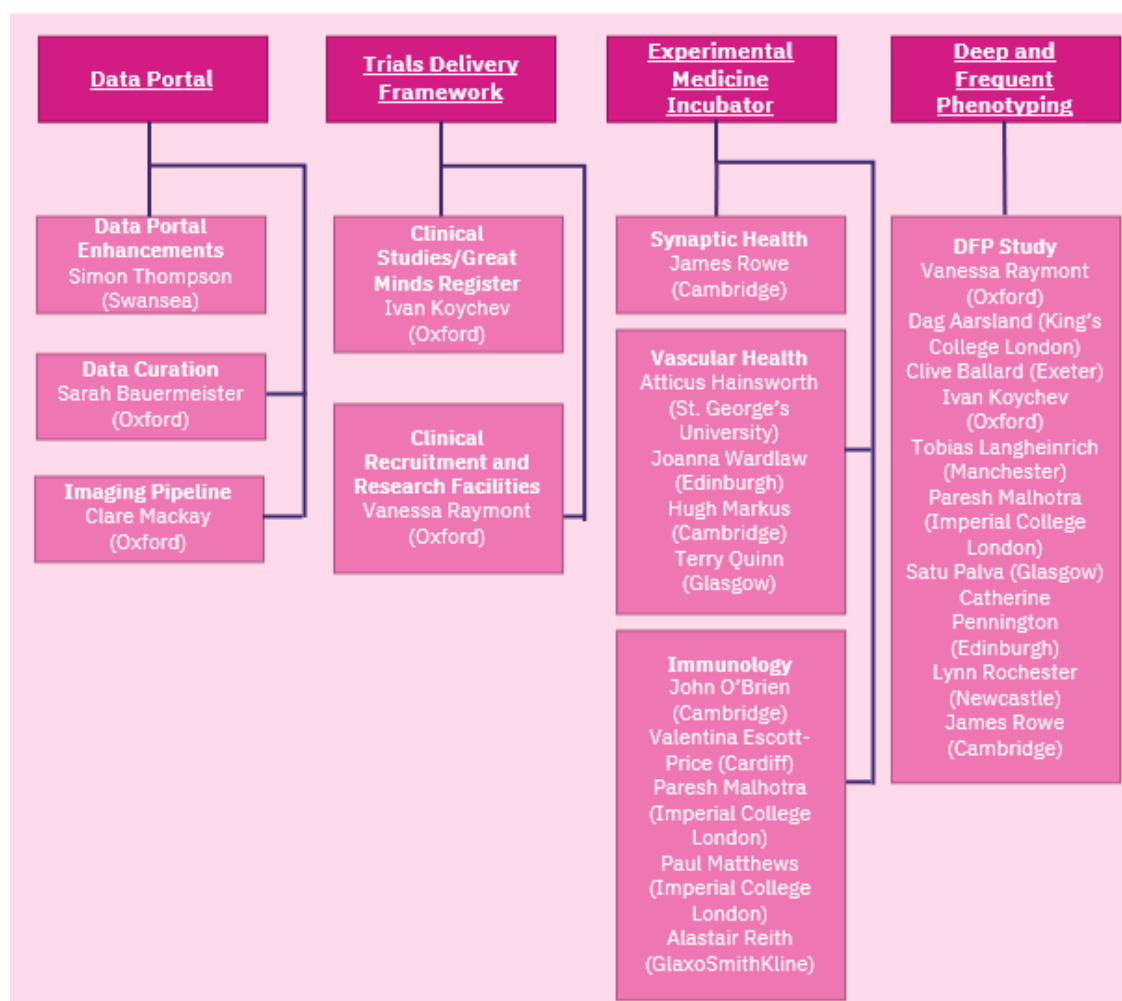 Data Portal
Data Portal
Enhancements
Simon Thompson
(Swansea)
Data Curation
Sarah Bauermeister
(Oxford)
Imaging Pipeline
Clare Mackay
(Oxford)
Trials Delivery
Framework
Clinical
Studies/Great
Minds Register
Ivan Koychev
(Oxford)
Clinical
Recruitment and
Research Facilities
Vanessa Raymont
(Oxford)
Experimental
Medicine
Incubator
Synaptic Health
James Rowe
(Cambridge)
Vascular Health
Atticus Hainsworth
(St. George’s
University)
Joanna Wardlaw
(Edinburgh)
Hugh Markus
(Cambridge)
Terry Quinn
(Glasgow)
Immunology
John O’Brien
(Cambridge)
Valentina Escott-
Price (Cardiff)
Paresh Malhotra
(Imperial College
London)
Paul Matthews
(Imperial College
London)
Alastair Reith
(GlaxoSmithKline)
Deep and
Frequent
Phenotyping
DFP Study
Vanessa Raymont
(Oxford)
Dag Aarsland (King’s
College London)
Clive Ballard (Exeter)
Ivan Koychev
(Oxford)
Tobias Langheinrich
(Manchester)
Paresh Malhotra
(Imperial College
London)
Satu Palva (Glasgow)
Catherine
Pennington
(Edinburgh)
Lynn Rochester
(Newcastle)
James Rowe
(Cambridge)